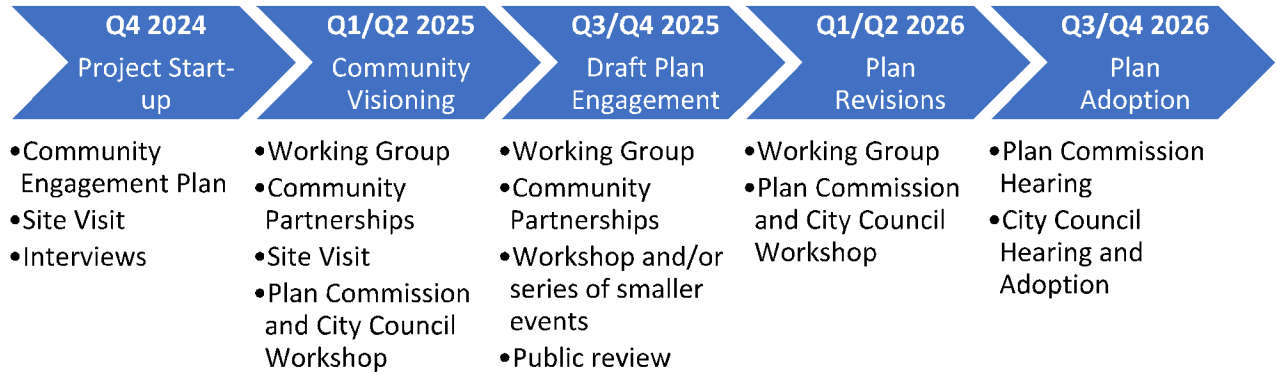 Q4 2024
Project Start-
up
•Community
Engagement Plan
•Site Visit
•Interviews
Q1/Q2 2025
Community
Visioning
•Working Group
•Community
Partnerships
•Site Visit
•Plan Commission
and City Council
Workshop
Q3/Q4 2025
Draft Plan
Engagement
•Working Group
•Community
Partnerships
•Workshop and/or
series of smaller
events
•Public review
Q1/Q2 2026
Plan
Revisions
•Working Group
•Plan Commission
and City Council
Workshop
Q3/Q4 2026
Plan
Adoption
•Plan Commission
Hearing
•City Council
Hearing and
Adoption